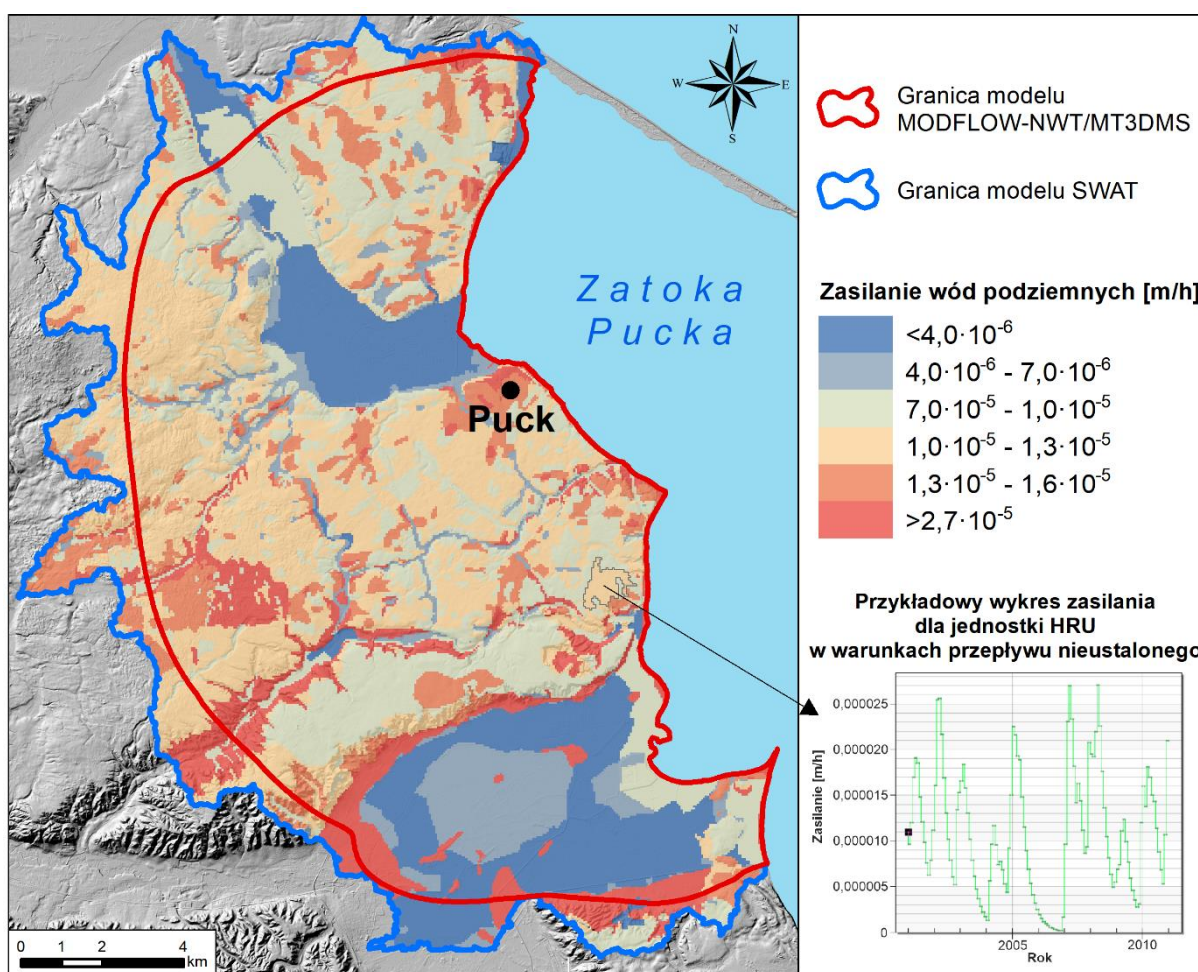 N
W E
S
Zatoka
Pucka
Puck
0 1 2 4
km
Granica modelu
MODFLOW-NWT/MT3DMS
Granica modelu SWAT
Zasilanie wód podziemnych [m/h]
<4,0·10⁻⁶
4,0·10⁻⁶ - 7,0·10⁻⁶
7,0·10⁻⁵ - 1,0·10⁻⁵
1,0·10⁻⁵ - 1,3·10⁻⁵
1,3·10⁻⁵ - 1,6·10⁻⁵
>2,7·10⁻⁵
Przykładowy wykres zasilania
dla jednostki HRU
w warunkach przepływu nieustalonego
Zasilanie [m/h]
0,000025
0,000020
0,000015
0,000010
0,000005
0
2005 2010
Rok